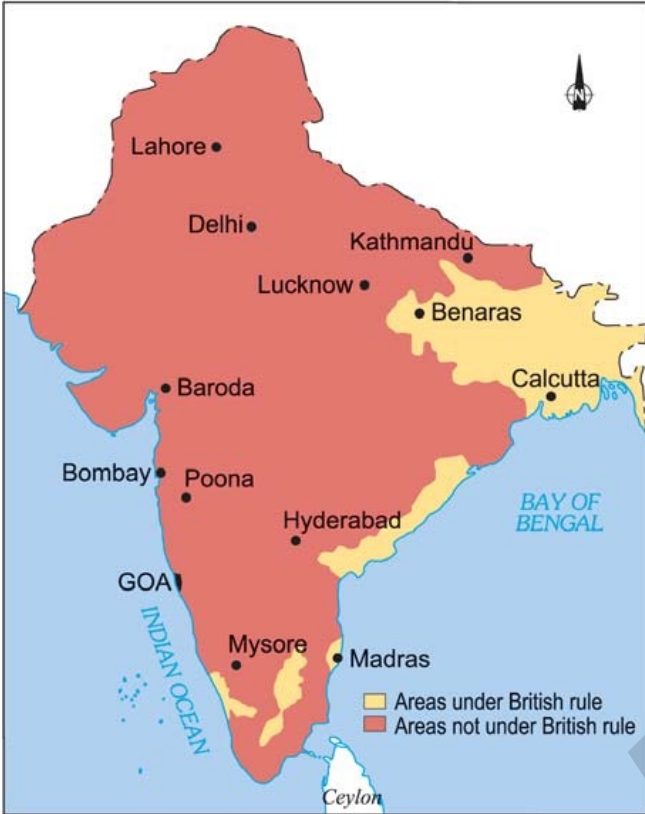 N
Lahore
Delhi
Kathmandu
Lucknow
Benaras
Calcutta
Baroda
Bombay
Poona
BAY OF
BENGAL
Hyderabad
GOA
INDIAN OCEAN
Mysore
Madras
Areas under British rule
Areas not under British rule
Ceylon